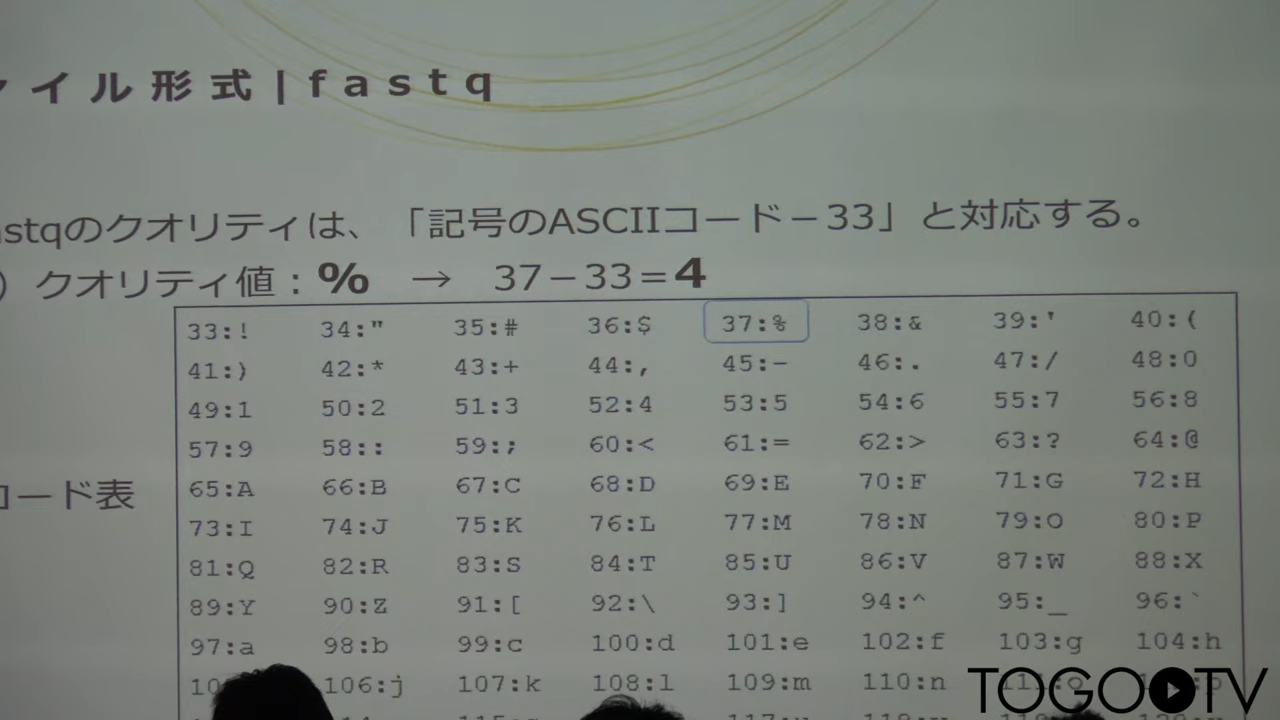 イル形式|fastq
stqのクオリティは、「記号のASCIIコード－33」と対応する。
）クオリティ値：% → 37－33＝4
33:! 34:" 35:# 36:$ 37:% 38:& 39:' 40:(
41:) 42:* 43:+ 44:, 45:- 46:. 47:/ 48:0
49:1 50:2 51:3 52:4 53:5 54:6 55:7 56:8
57:9 58:: 59:; 60:< 61:= 62:> 63:? 64:@
コード表
65:A 66:B 67:C 68:D 69:E 70:F 71:G 72:H
73:I 74:J 75:K 76:L 77:M 78:N 79:O 80:P
81:Q 82:R 83:S 84:T 85:U 86:V 87:W 88:X
89:Y 90:Z 91:[ 92:\ 93:] 94:^ 95:_ 96:`
97:a 98:b 99:c 100:d 101:e 102:f 103:g 104:h
106:j 107:k 108:l 109:m 110:n
TOGOTV